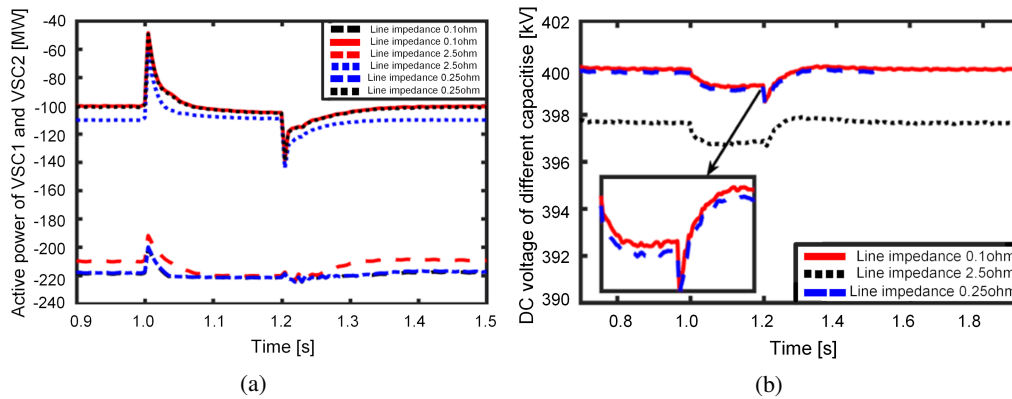 Active power of VSC1 and VSC2 [MW]
-40
-60
-80
-100
-120
-140
-160
-180
-200
-220
-240
0.9
1.0
1.1
1.2
1.3
1.4
1.5
Time [s]
Line impedance 0.1ohm
Line impedance 0.1ohm
Line impedance 2.5ohm
Line impedance 2.5ohm
Line impedance 0.25ohm
Line impedance 0.25ohm
(a)
DC voltage of different capacitise [kV]
402
400
398
396
394
392
390
0.8
1.0
1.2
1.4
1.6
1.8
Time [s]
Line impedance 0.1ohm
Line impedance 2.5ohm
Line impedance 0.25ohm
(b)